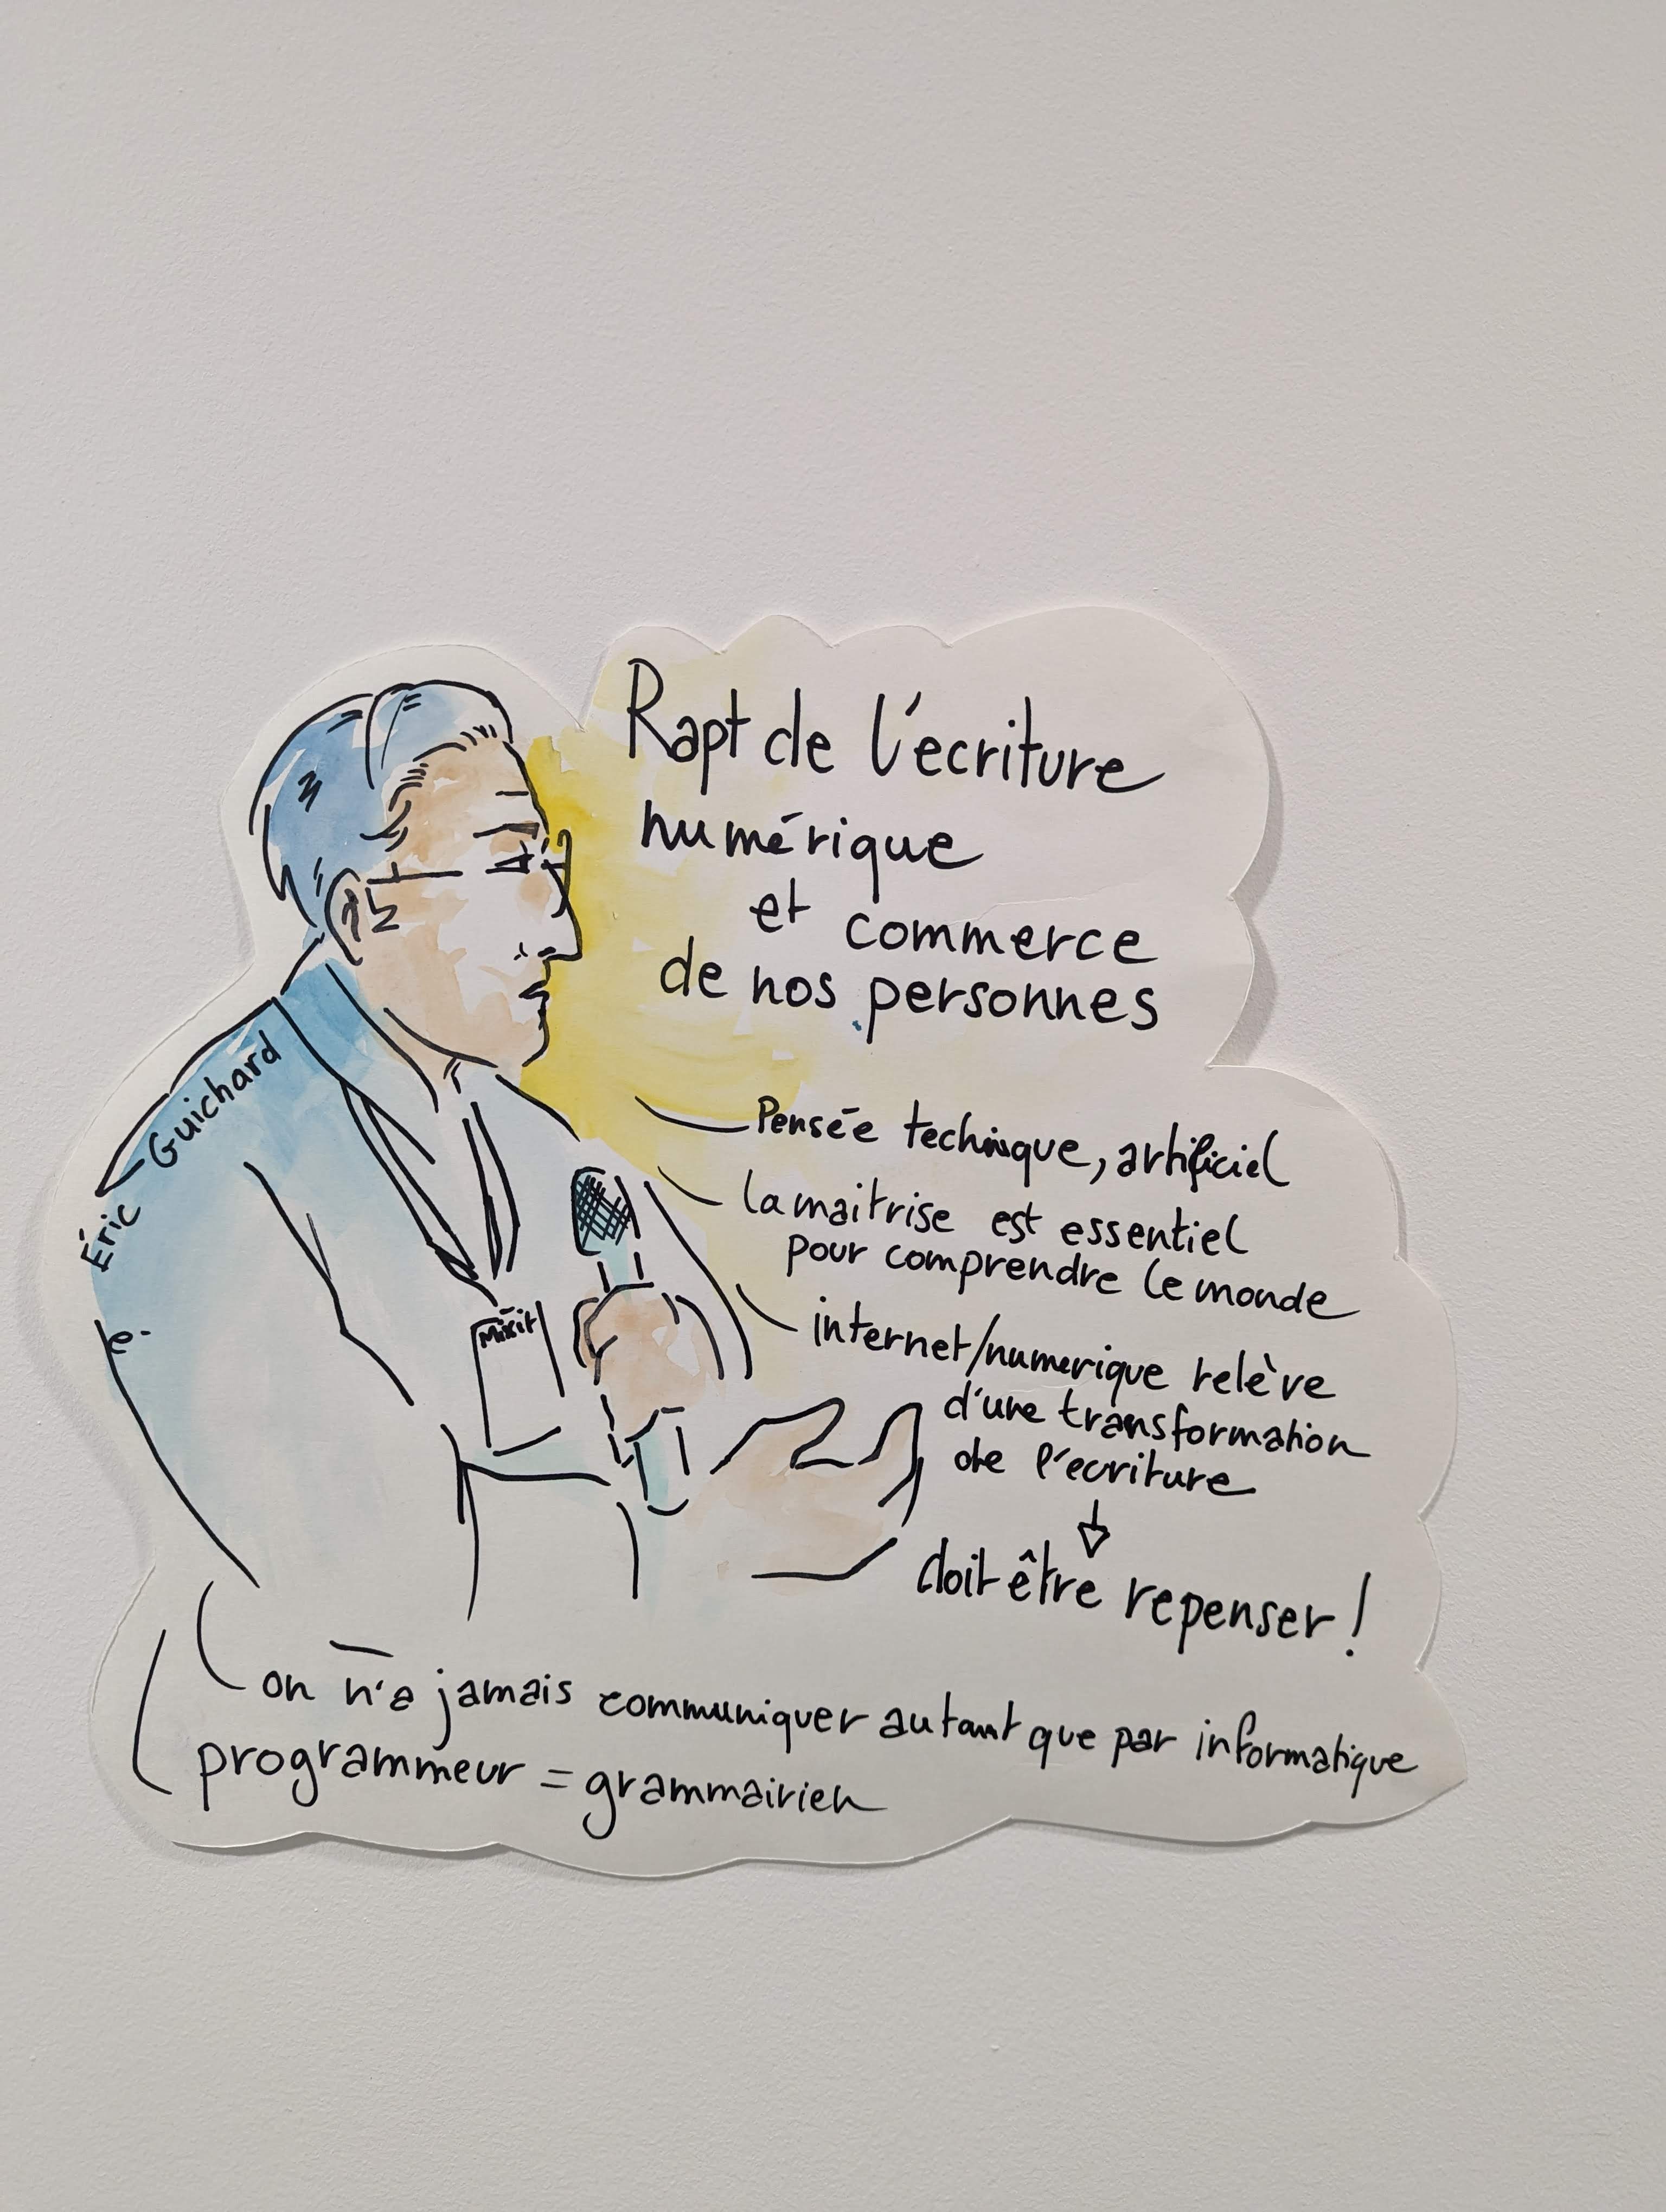 Rapt de l'écriture
numérique
et commerce
de nos personnes
Éric Guichard
e.
Mixit
Pensée technique, artificiel
la maitrise est essentiel
pour comprendre le monde
internet/numerique relève
d'une transformation
de l'ecriture
doit être repenser !
on n'a jamais communiquer autant que par informatique
programmeur = grammairien